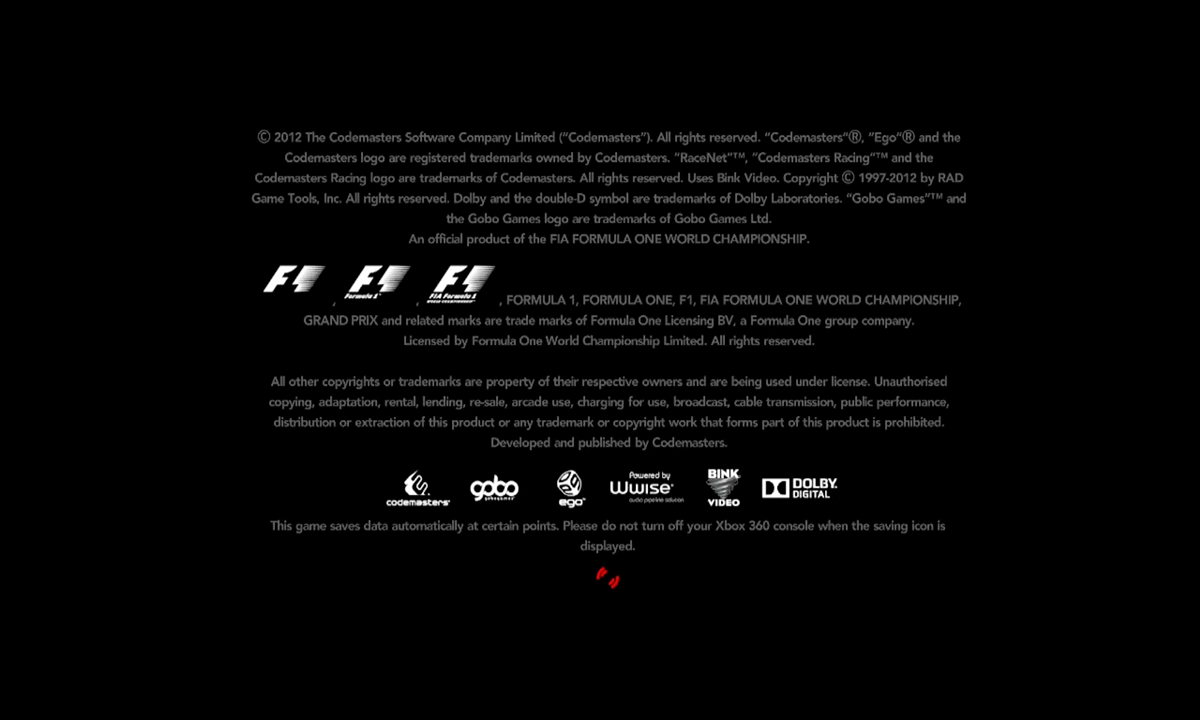 © 2012 The Codemasters Software Company Limited ("Codemasters"). All rights reserved. "Codemasters"®, "Ego"® and the
Codemasters logo are registered trademarks owned by Codemasters. "RaceNet"™, "Codemasters Racing"™ and the
Codemasters Racing logo are trademarks of Codemasters. All rights reserved. Uses Bink Video. Copyright © 1997-2012 by RAD
Game Tools, Inc. All rights reserved. Dolby and the double-D symbol are trademarks of Dolby Laboratories. "Gobo Games"™ and
the Gobo Games logo are trademarks of Gobo Games Ltd.
An official product of the FIA FORMULA ONE WORLD CHAMPIONSHIP.
F1, F1 Formula 1™, F1 FIA Formula 1 WORLD CHAMPIONSHIP™, FORMULA 1, FORMULA ONE, F1, FIA FORMULA ONE WORLD CHAMPIONSHIP,
GRAND PRIX and related marks are trade marks of Formula One Licensing BV, a Formula One group company.
Licensed by Formula One World Championship Limited. All rights reserved.
All other copyrights or trademarks are property of their respective owners and are being used under license. Unauthorised
copying, adaptation, rental, lending, re-sale, arcade use, charging for use, broadcast, cable transmission, public performance,
distribution or extraction of this product or any trademark or copyright work that forms part of this product is prohibited.
Developed and published by Codemasters.
codemasters® gobo gobogames ego™ Powered by Wwise® audio pipeline solution BINK VIDEO DOLBY DIGITAL
This game saves data automatically at certain points. Please do not turn off your Xbox 360 console when the saving icon is
displayed.